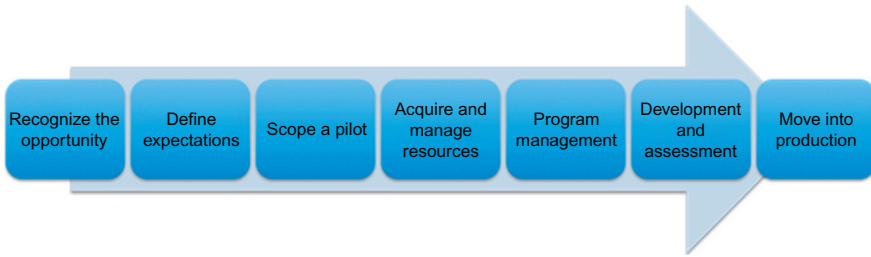 Recognize the
opportunity
Define
expectations
Scope a pilot
Acquire and
manage
resources
Program
management
Development
and
assessment
Move into
production